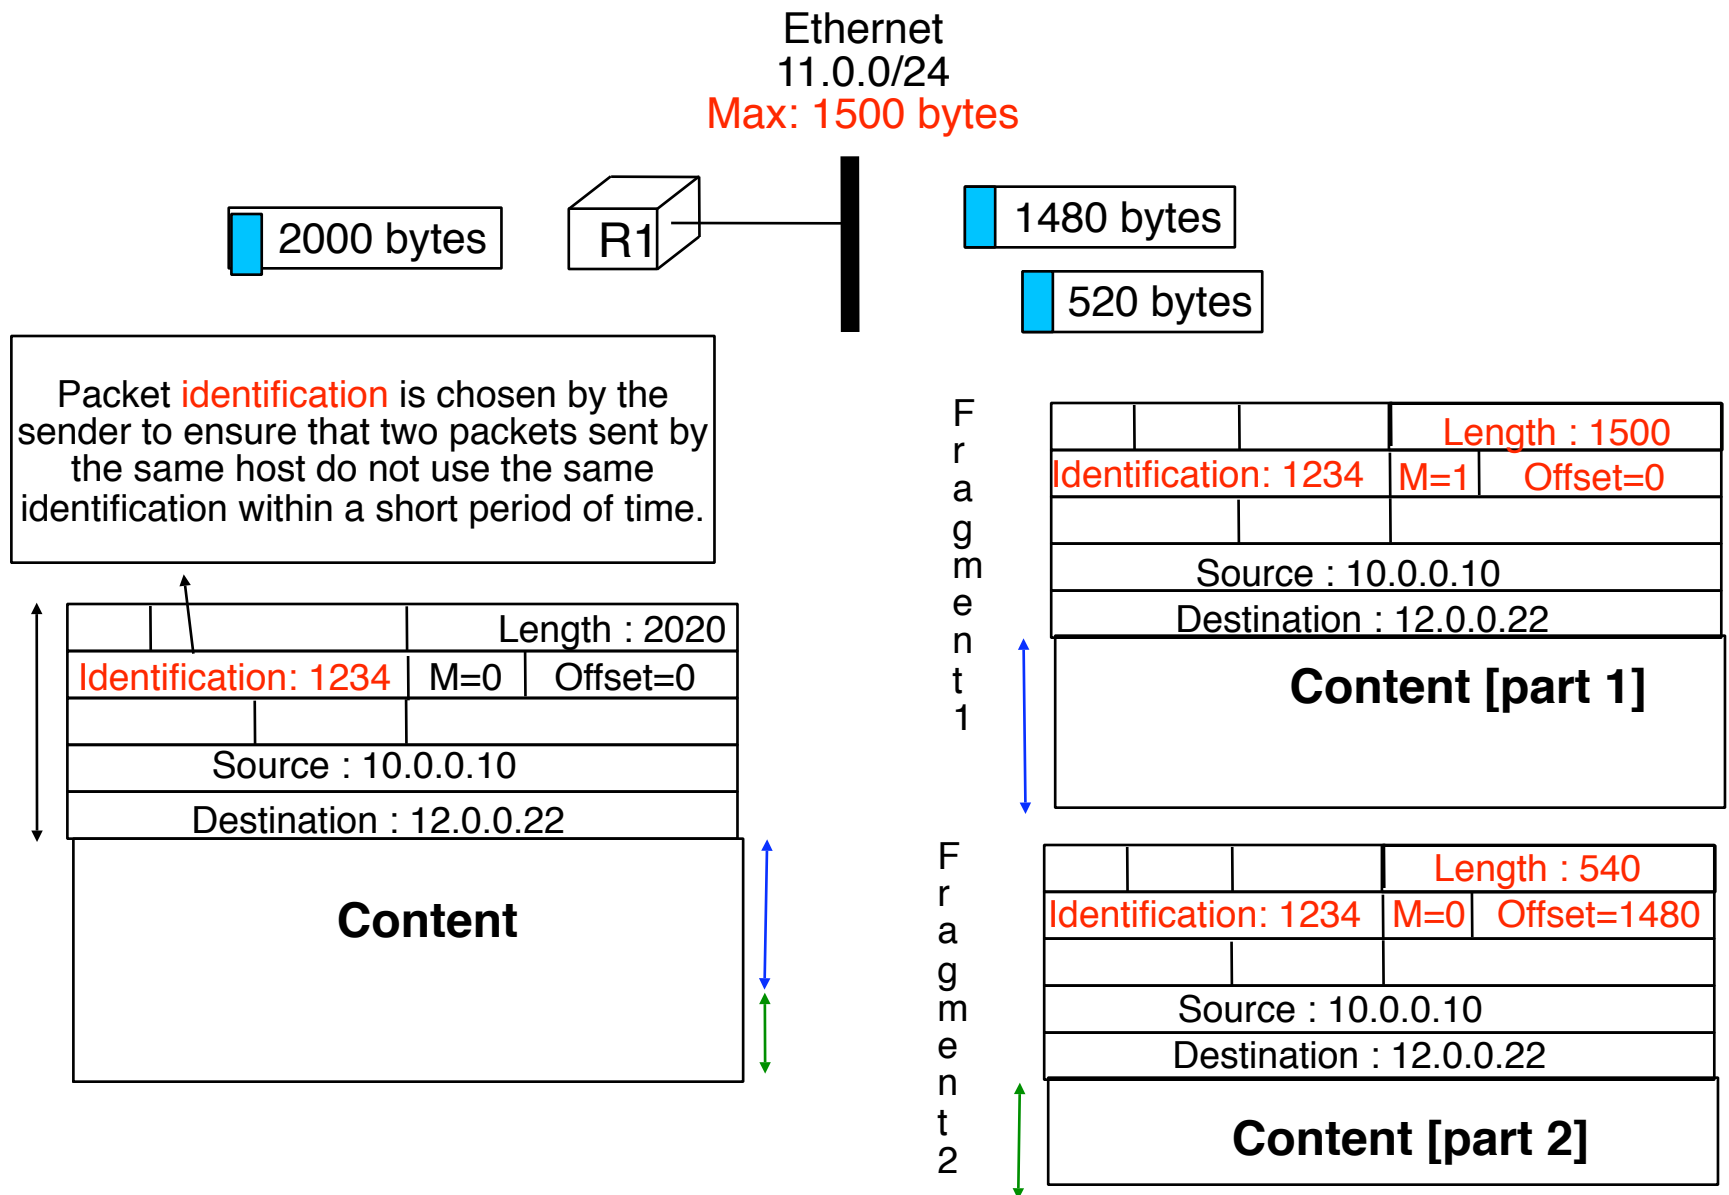 Ethernet
11.0.0/24
Max: 1500 bytes
2000 bytes
R1
1480 bytes
520 bytes
Packet identification is chosen by the
sender to ensure that two packets sent by
the same host do not use the same
identification within a short period of time.
Length : 2020
Identification: 1234 M=0 Offset=0
Source : 10.0.0.10
Destination : 12.0.0.22
Content
Fragment1
Length : 1500
Identification: 1234 M=1 Offset=0
Source : 10.0.0.10
Destination : 12.0.0.22
Content [part 1]
Fragment2
Length : 540
Identification: 1234 M=0 Offset=1480
Source : 10.0.0.10
Destination : 12.0.0.22
Content [part 2]